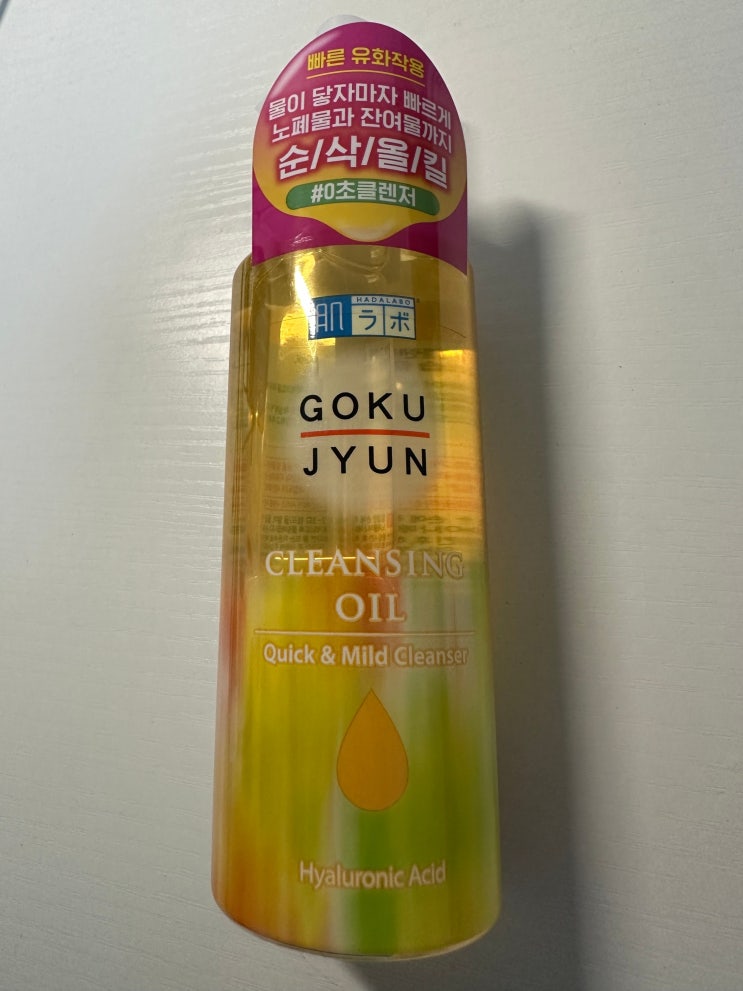 빠른 유화작용
물이 닿자마자 빠르게
노폐물과 잔여물까지
순/삭/올/킬
#0초클렌저
HADALABO
肌ラボ
GOKU
JYUN
CLEANSING
OIL
Quick & Mild Cleanser
Hyaluronic Acid